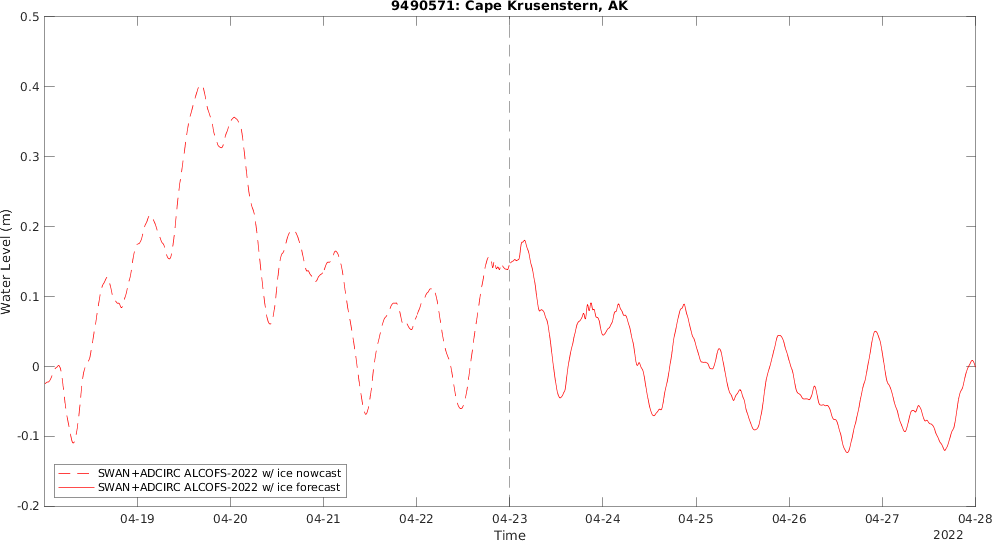 9490571: Cape Krusenstern, AK
0.5
0.4
0.3
0.2
0.1
0
-0.1
-0.2
Water Level (m)
SWAN+ADCIRC ALCOFS-2022 w/ ice nowcast
SWAN+ADCIRC ALCOFS-2022 w/ ice forecast
04-19 04-20 04-21 04-22 04-23 04-24 04-25 04-26 04-27 04-28
Time
2022